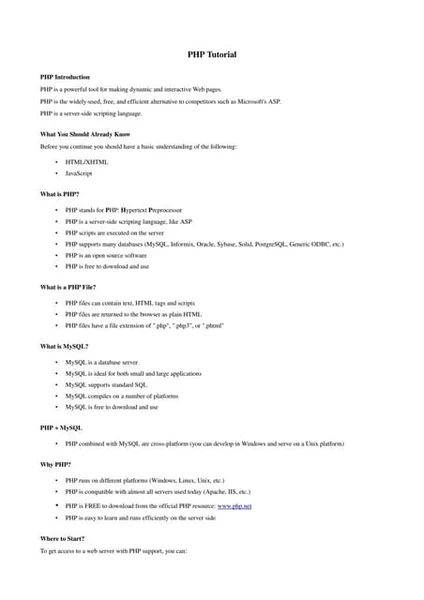 PHP Tutorial
PHP Introduction
PHP is a powerful tool for making dynamic and interactive Web pages.
PHP is the widely-used, free, and efficient alternative to competitors such as Microsoft's ASP.
PHP is a server-side scripting language.
What You Should Already Know
Before you continue you should have a basic understanding of the following:
• HTML/XHTML
• JavaScript
What is PHP?
• PHP stands for PHP: Hypertext Preprocessor
• PHP is a server-side scripting language, like ASP
• PHP scripts are executed on the server
• PHP supports many databases (MySQL, Informix, Oracle, Sybase, Solid, PostgreSQL, Generic ODBC, etc.)
• PHP is an open source software
• PHP is free to download and use
What is a PHP File?
• PHP files can contain text, HTML tags and scripts
• PHP files are returned to the browser as plain HTML
• PHP files have a file extension of ".php", ".php3", or ".phtml"
What is MySQL?
• MySQL is a database server
• MySQL is ideal for both small and large applications
• MySQL supports standard SQL
• MySQL compiles on a number of platforms
• MySQL is free to download and use
PHP + MySQL
• PHP combined with MySQL are cross-platform (you can develop in Windows and serve on a Unix platform)
Why PHP?
• PHP runs on different platforms (Windows, Linux, Unix, etc.)
• PHP is compatible with almost all servers used today (Apache, IIS, etc.)
• PHP is FREE to download from the official PHP resource: www.php.net
• PHP is easy to learn and runs efficiently on the server side
Where to Start?
To get access to a web server with PHP support, you can: